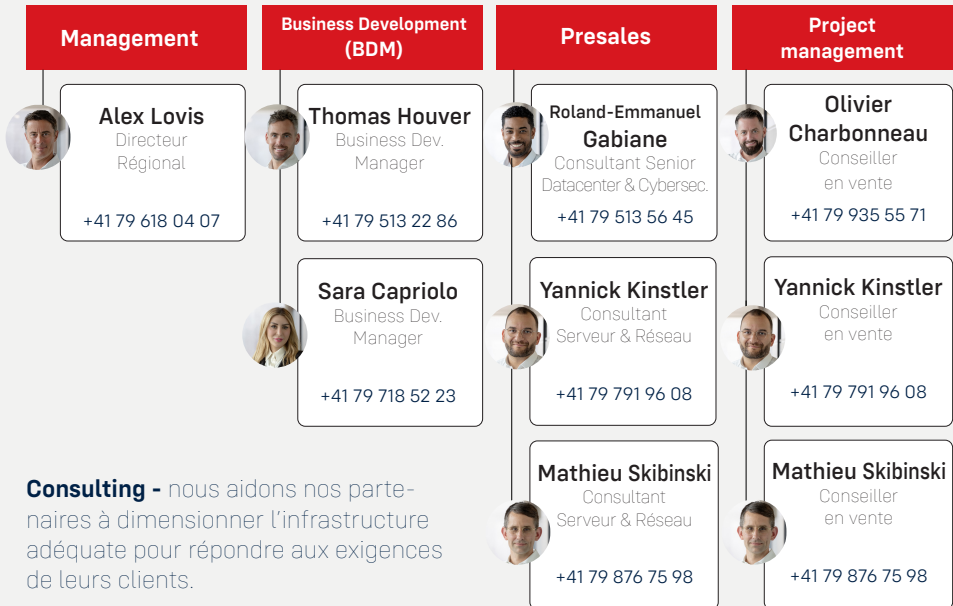 Management
Alex Lovis
Directeur
Régional
+41 79 618 04 07
Business Development
(BDM)
Thomas Houver
Business Dev.
Manager
+41 79 513 22 86
Sara Capriolo
Business Dev.
Manager
+41 79 718 52 23
Presales
Roland-Emmanuel
Gabiane
Consultant Senior
Datacenter & Cybersec.
+41 79 513 56 45
Yannick Kinstler
Consultant
Serveur & Réseau
+41 79 791 96 08
Mathieu Skibinski
Consultant
Serveur & Réseau
+41 79 876 75 98
Project
management
Olivier
Charbonneau
Conseiller
en vente
+41 79 935 55 71
Yannick Kinstler
Conseiller
en vente
+41 79 791 96 08
Mathieu Skibinski
Conseiller
en vente
+41 79 876 75 98
Consulting - nous aidons nos parte-
naires à dimensionner l’infrastructure
adéquate pour répondre aux exigences
de leurs clients.